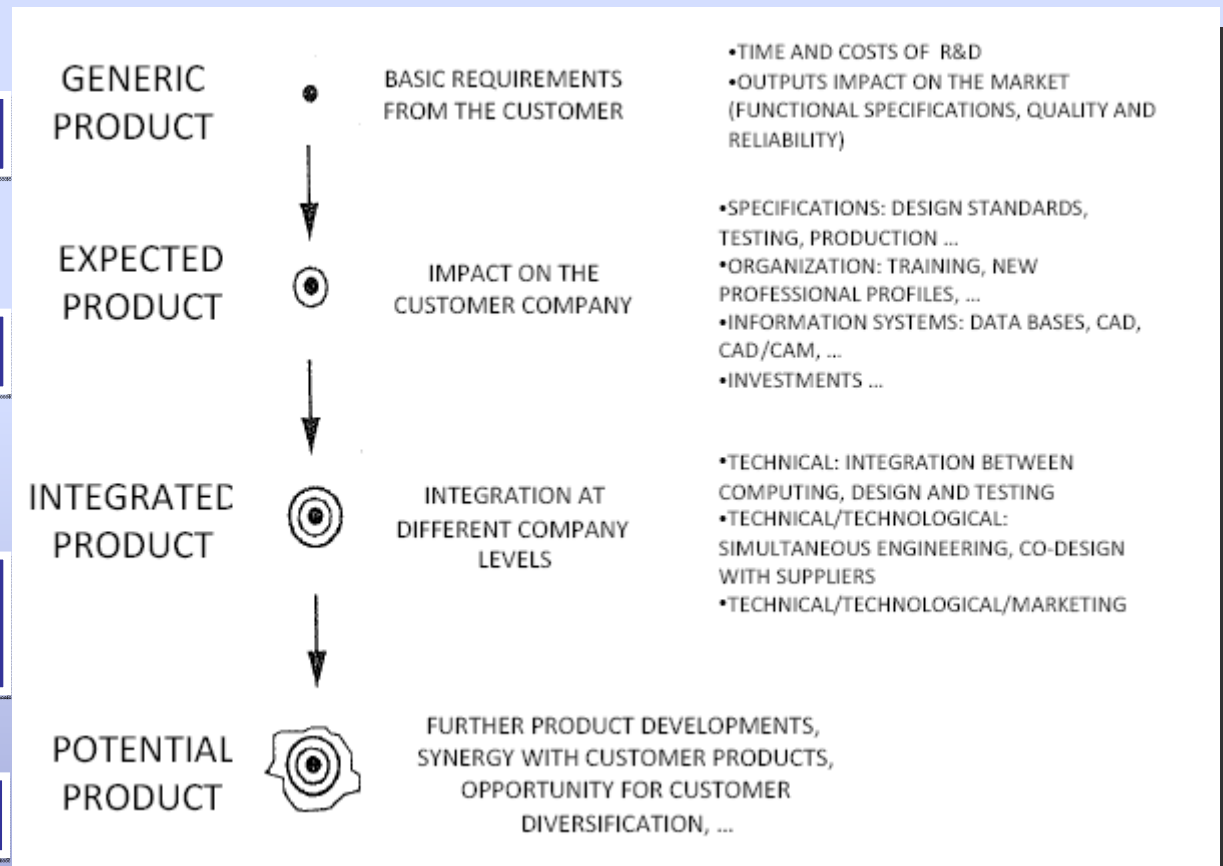 GENERIC
PRODUCT
BASIC REQUIREMENTS
FROM THE CUSTOMER
•TIME AND COSTS OF R&D
•OUTPUTS IMPACT ON THE MARKET
(FUNCTIONAL SPECIFICATIONS, QUALITY AND
RELIABILITY)
EXPECTED
PRODUCT
IMPACT ON THE
CUSTOMER COMPANY
•SPECIFICATIONS: DESIGN STANDARDS,
TESTING, PRODUCTION ...
•ORGANIZATION: TRAINING, NEW
PROFESSIONAL PROFILES, ...
•INFORMATION SYSTEMS: DATA BASES, CAD,
CAD/CAM, ...
•INVESTMENTS ...
INTEGRATED
PRODUCT
INTEGRATION AT
DIFFERENT COMPANY
LEVELS
•TECHNICAL: INTEGRATION BETWEEN
COMPUTING, DESIGN AND TESTING
•TECHNICAL/TECHNOLOGICAL:
SIMULTANEOUS ENGINEERING, CO-DESIGN
WITH SUPPLIERS
•TECHNICAL/TECHNOLOGICAL/MARKETING
POTENTIAL
PRODUCT
FURTHER PRODUCT DEVELOPMENTS,
SYNERGY WITH CUSTOMER PRODUCTS,
OPPORTUNITY FOR CUSTOMER
DIVERSIFICATION, ...